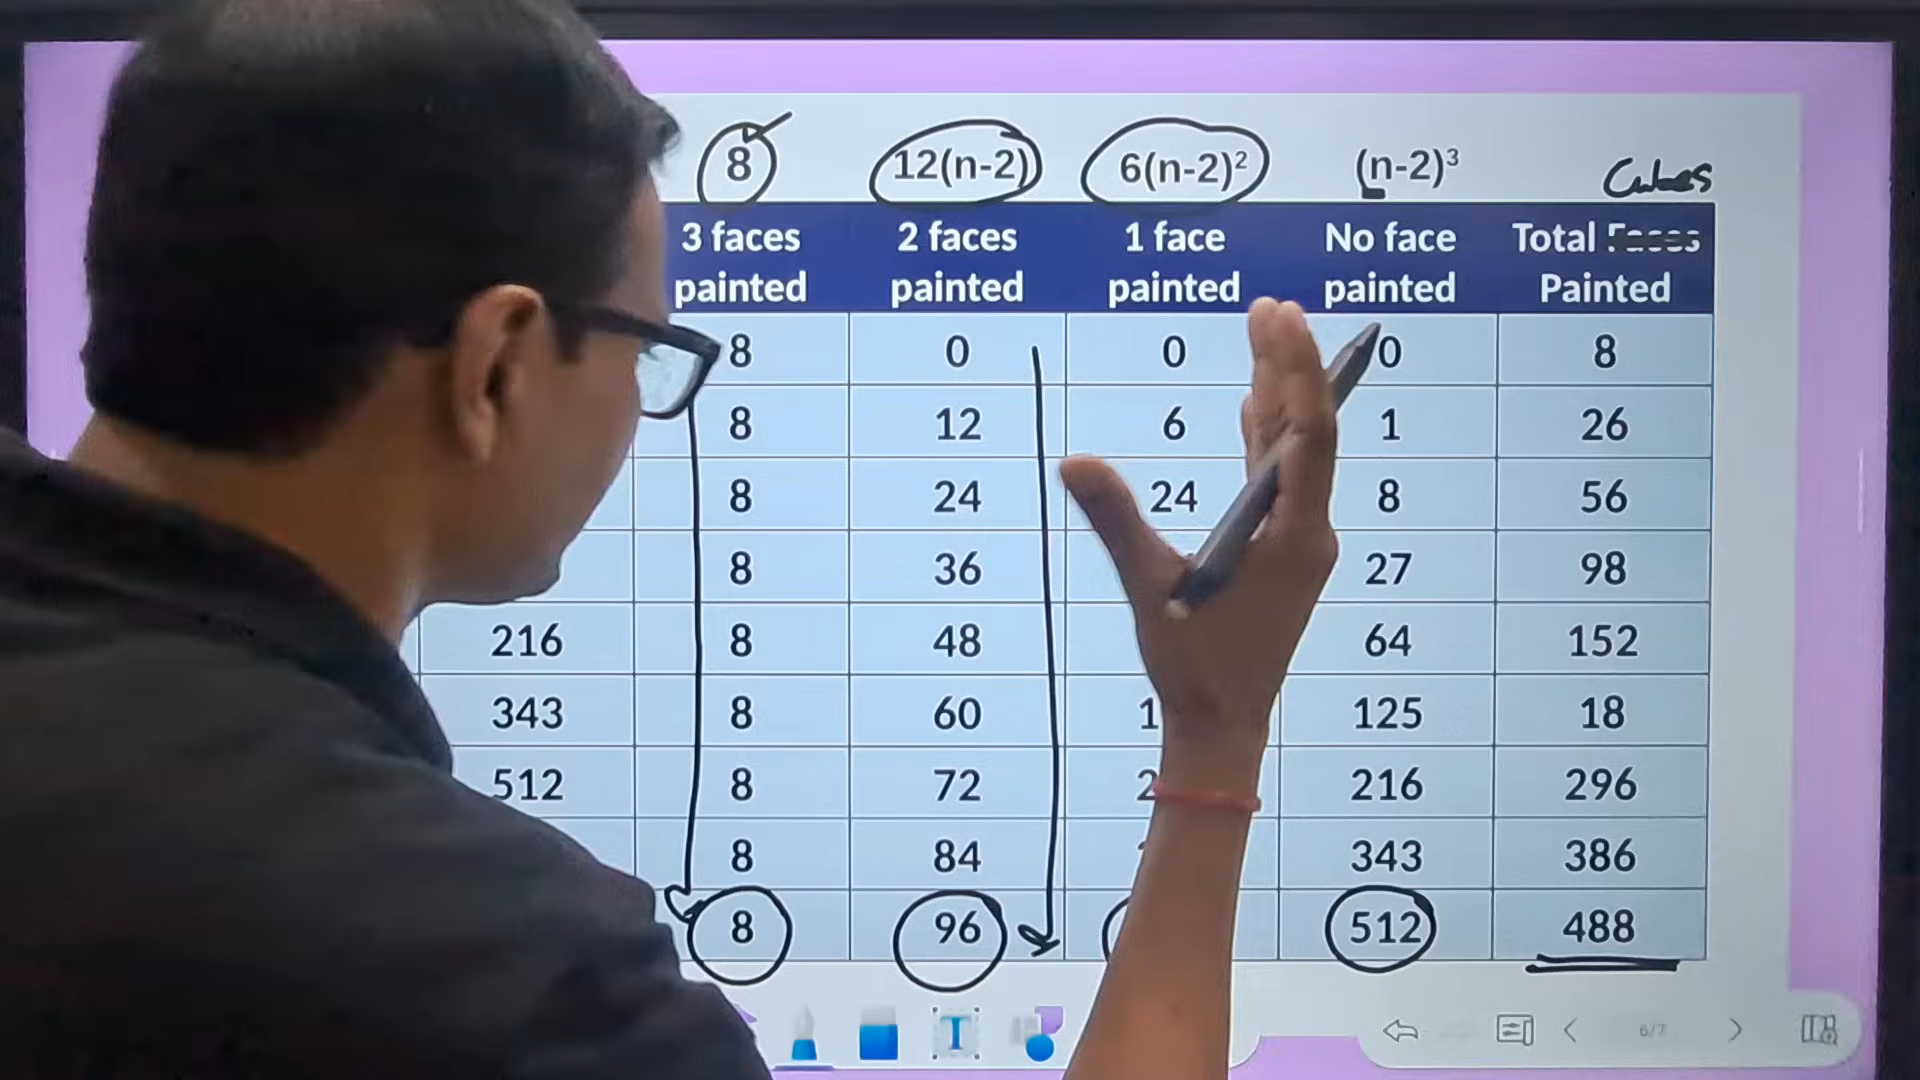 8 12(n-2) 6(n-2)² (n-2)³ Cubes
3 faces painted 2 faces painted 1 face painted No face painted Total Faces Painted
8 0 0 0 8
8 12 6 1 26
8 24 24 8 56
8 36 27 98
216 8 48 64 152
343 8 60 125 18
512 8 72 216 296
8 84 343 386
8 96 512 488
T
6/7